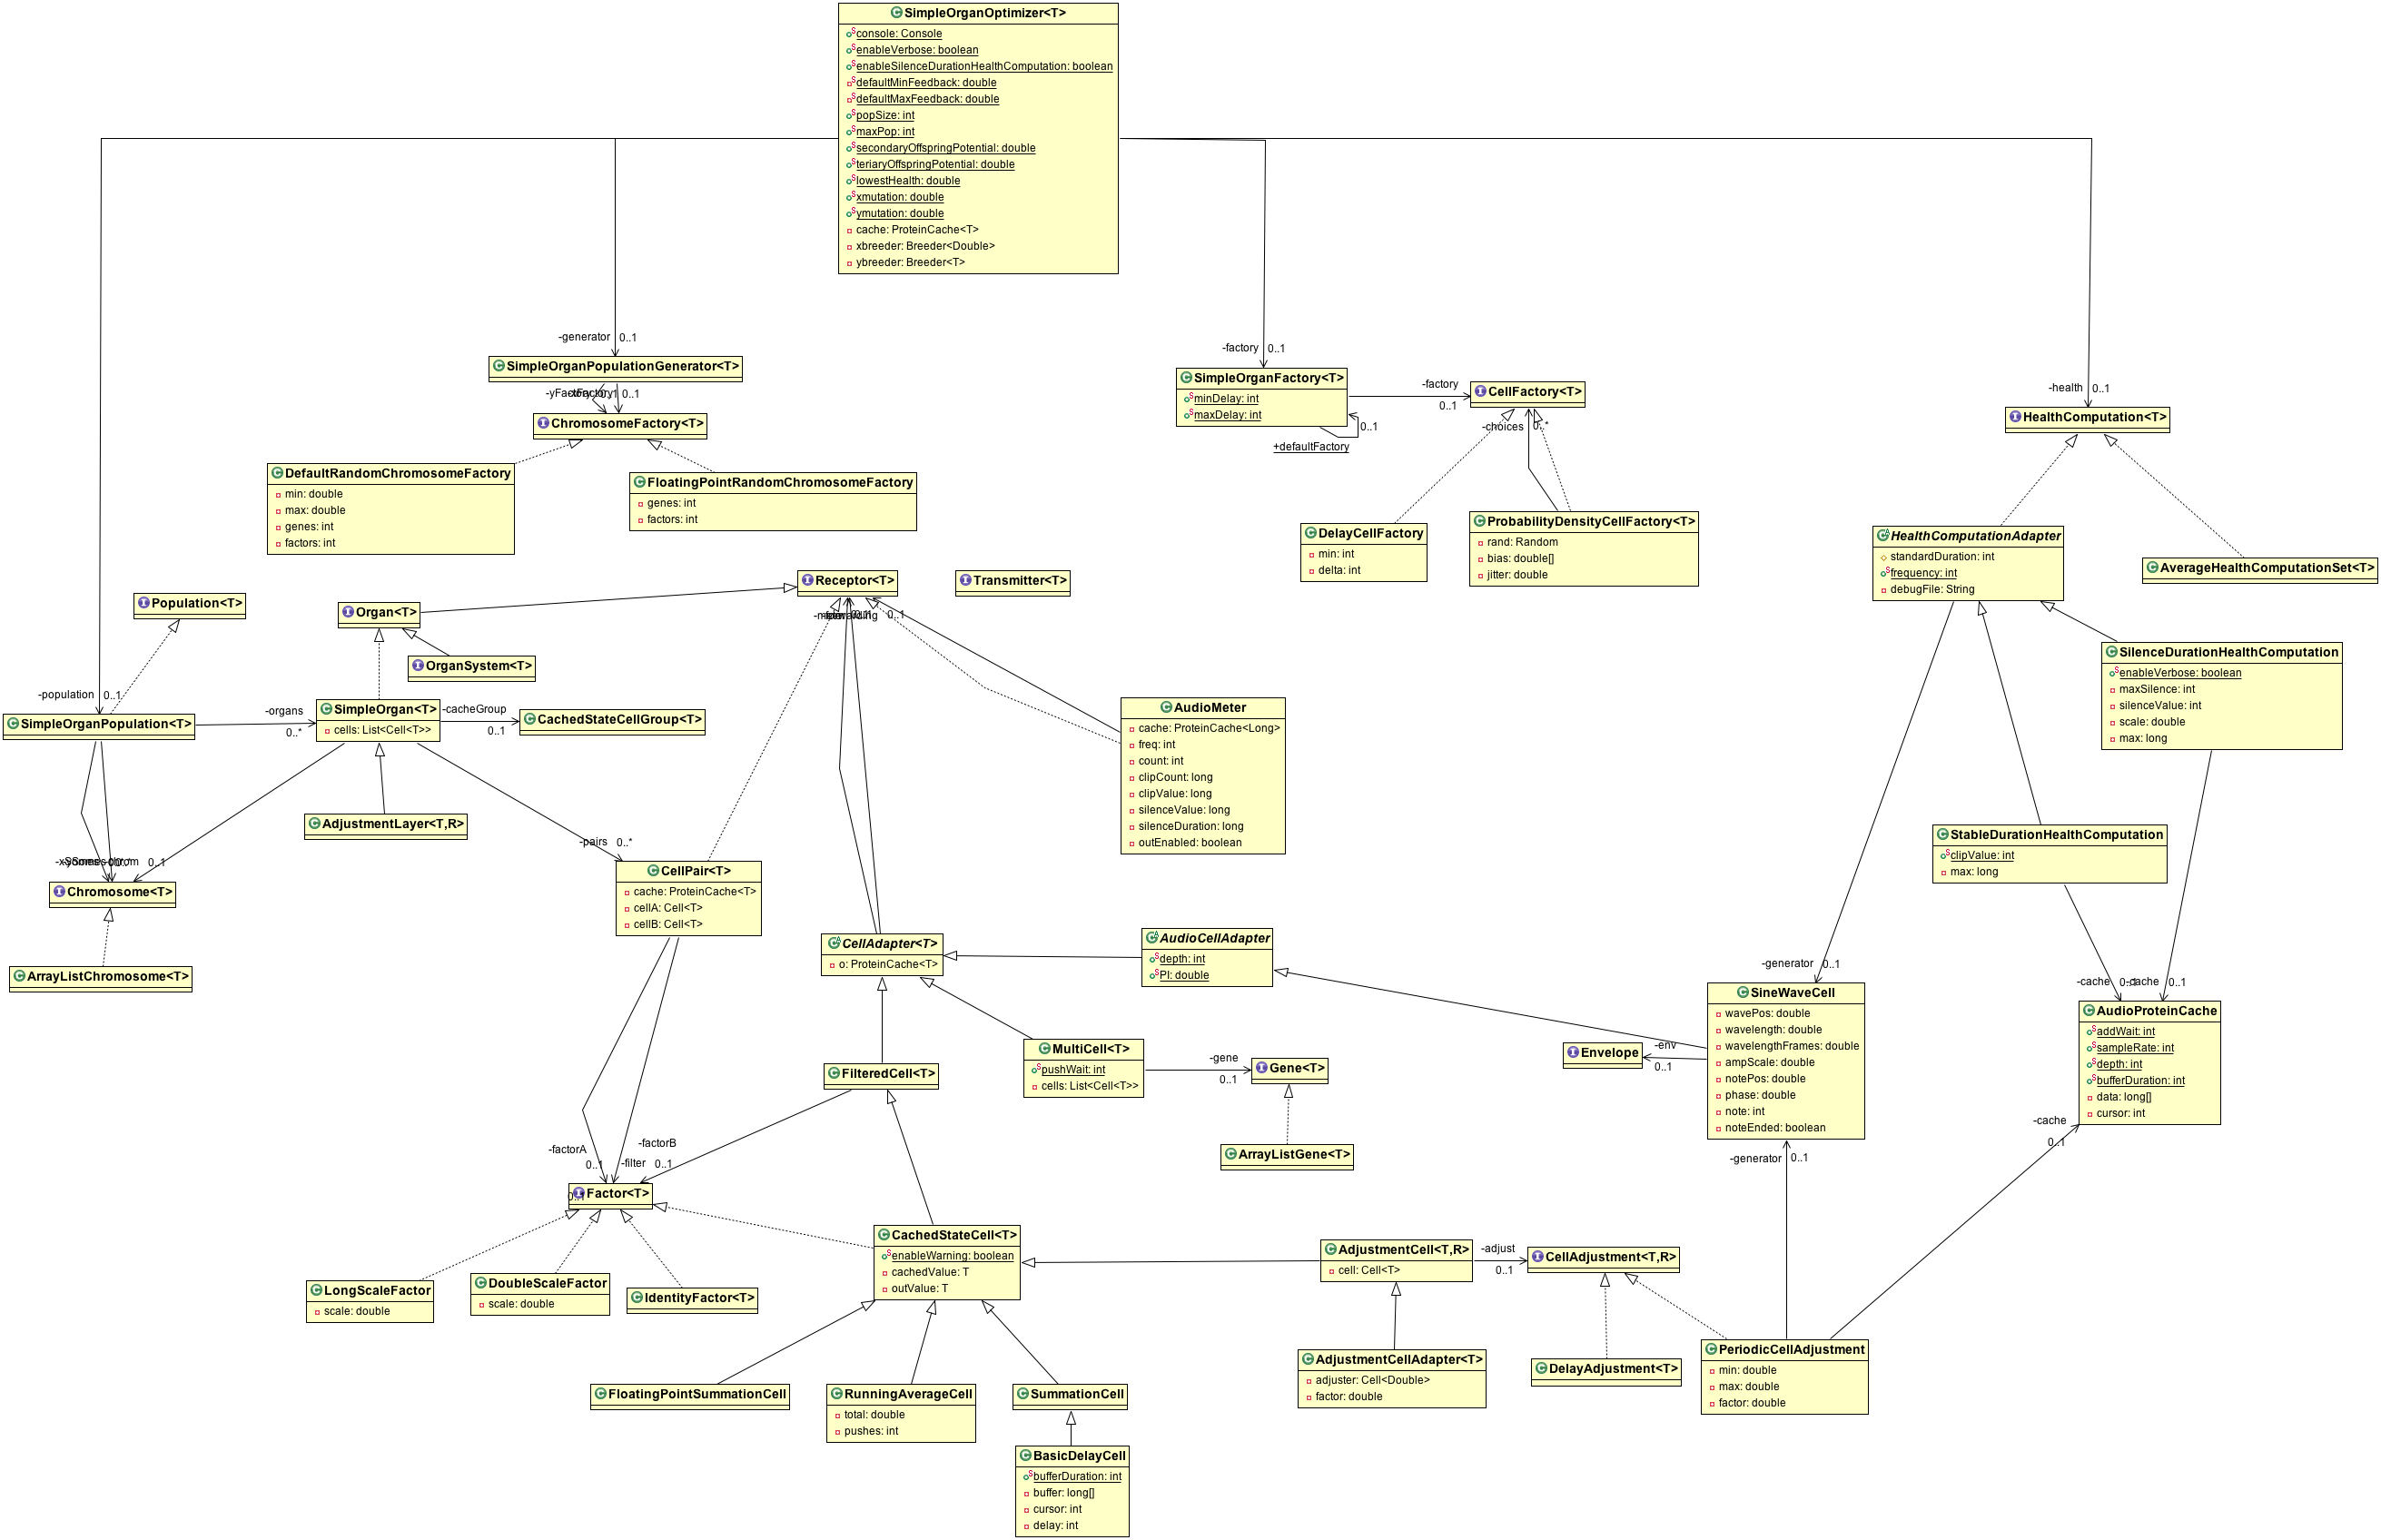 SimpleOrganOptimizer<T>
console: Console
enableVerbose: boolean
enableSilenceDurationHealthComputation: boolean
defaultMinFeedback: double
defaultMaxFeedback: double
popSize: int
maxPop: int
secondaryOffspringPotential: double
teriaryOffspringPotential: double
lowestHealth: double
xmutation: double
ymutation: double
cache: ProteinCache<T>
xbreeder: Breeder<Double>
ybreeder: Breeder<T>
-generator 0..1
-factory 0..1
-health 0..1
SimpleOrganPopulationGenerator<T>
0..1
ChromosomeFactory<T>
SimpleOrganFactory<T>
minDelay: int
maxDelay: int
0..1
+defaultFactory
-factory
0..1
CellFactory<T>
-choices 0..*
HealthComputation<T>
DefaultRandomChromosomeFactory
min: double
max: double
genes: int
factors: int
FloatingPointRandomChromosomeFactory
genes: int
factors: int
DelayCellFactory
min: int
delta: int
ProbabilityDensityCellFactory<T>
rand: Random
bias: double[]
jitter: double
HealthComputationAdapter
standardDuration: int
frequency: int
debugFile: String
AverageHealthComputationSet<T>
Receptor<T>
Transmitter<T>
0..1
Population<T>
Organ<T>
OrganSystem<T>
SilenceDurationHealthComputation
enableVerbose: boolean
maxSilence: int
silenceValue: int
scale: double
max: long
-population 0..1
SimpleOrganPopulation<T>
-organs
0..*
SimpleOrgan<T>
cells: List<Cell<T>>
-cacheGroup
0..1
CachedStateCellGroup<T>
AudioMeter
cache: ProteinCache<Long>
freq: int
count: int
clipCount: long
clipValue: long
silenceValue: long
silenceDuration: long
outEnabled: boolean
AdjustmentLayer<T,R>
-pairs 0..*
StableDurationHealthComputation
clipValue: int
max: long
0..1
Chromosome<T>
CellPair<T>
cache: ProteinCache<T>
cellA: Cell<T>
cellB: Cell<T>
ArrayListChromosome<T>
CellAdapter<T>
o: ProteinCache<T>
AudioCellAdapter
depth: int
PI: double
-generator 0..1
-cache 0..1
-cache 0..1
SineWaveCell
wavePos: double
wavelength: double
wavelengthFrames: double
ampScale: double
notePos: double
phase: double
note: int
noteEnded: boolean
AudioProteinCache
addWait: int
sampleRate: int
depth: int
bufferDuration: int
data: long[]
cursor: int
MultiCell<T>
pushWait: int
cells: List<Cell<T>>
-gene
0..1
Gene<T>
Envelope
-env
0..1
FilteredCell<T>
-factorA
0..1
-factorB
-filter 0..1
0..1
ArrayListGene<T>
-generator 0..1
-cache
0..1
Factor<T>
CachedStateCell<T>
enableWarning: boolean
cachedValue: T
outValue: T
AdjustmentCell<T,R>
cell: Cell<T>
-adjust
0..1
CellAdjustment<T,R>
LongScaleFactor
scale: double
DoubleScaleFactor
scale: double
IdentityFactor<T>
FloatingPointSummationCell
RunningAverageCell
total: double
pushes: int
SummationCell
AdjustmentCellAdapter<T>
adjuster: Cell<Double>
factor: double
DelayAdjustment<T>
PeriodicCellAdjustment
min: double
max: double
factor: double
BasicDelayCell
bufferDuration: int
buffer: long[]
cursor: int
delay: int